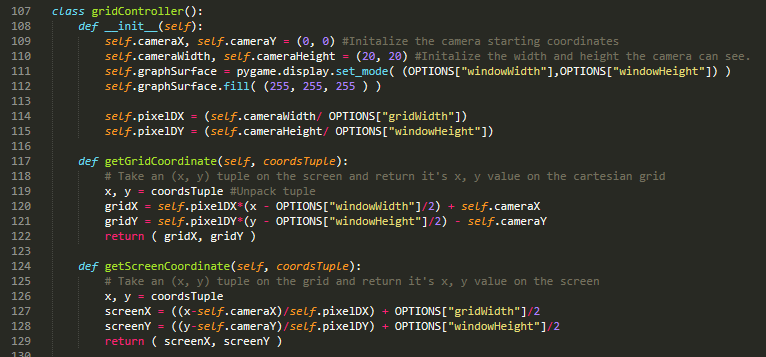 107 class gridController():
108 def __init__(self):
109 self.cameraX, self.cameraY = (0, 0) #Initalize the camera starting coordinates
110 self.cameraWidth, self.cameraHeight = (20, 20) #Initalize the width and height the camera can see.
111 self.graphSurface = pygame.display.set_mode( (OPTIONS["windowWidth"],OPTIONS["windowHeight"]) )
112 self.graphSurface.fill( (255, 255, 255 ) )
113
114 self.pixelDX = (self.cameraWidth/ OPTIONS["gridWidth"])
115 self.pixelDY = (self.cameraHeight/ OPTIONS["windowHeight"])
116
117 def getGridCoordinate(self, coordsTuple):
118 # Take an (x, y) tuple on the screen and return it's x, y value on the cartesian grid
119 x, y = coordsTuple #Unpack tuple
120 gridX = self.pixelDX*(x - OPTIONS["windowWidth"]/2) + self.cameraX
121 gridY = self.pixelDY*(y - OPTIONS["windowHeight"]/2) - self.cameraY
122 return ( gridX, gridY )
123
124 def getScreenCoordinate(self, coordsTuple):
125 # Take an (x, y) tuple on the grid and return it's x, y value on the screen
126 x, y = coordsTuple
127 screenX = ((x-self.cameraX)/self.pixelDX) + OPTIONS["gridWidth"]/2
128 screenY = ((y-self.cameraY)/self.pixelDY) + OPTIONS["windowHeight"]/2
129 return ( screenX, screenY )
130